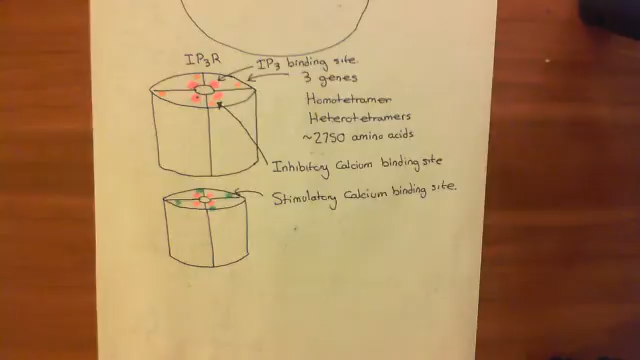 IP3R
IP3 binding site
3 genes
Homotetramer
Heterotetramers
~2750 amino acids
Inhibitory Calcium binding site
Stimulatory Calcium binding site.